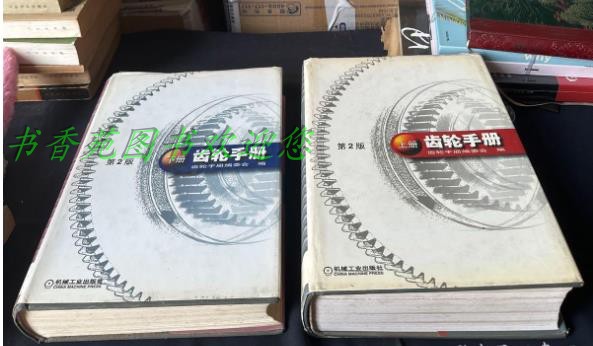 书香苑图书欢迎您
第2版
下册
齿轮手册
齿轮手册编委会 编
机械工业出版社
CHINA MACHINE PRESS
第2版
上册
齿轮手册
齿轮手册编委会 编
机械工业出版社
CHINA MACHINE PRESS